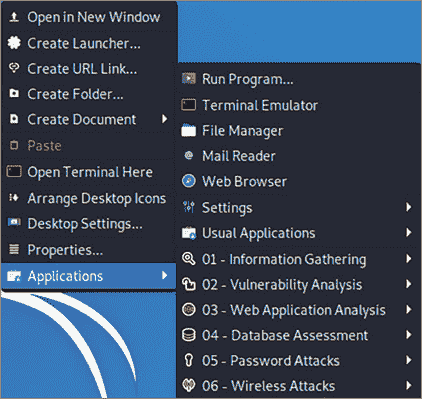 Open in New Window
Create Launcher...
Create URL Link...
Create Folder...
Create Document
Paste
Open Terminal Here
Arrange Desktop Icons
Desktop Settings...
Properties...
Applications
Run Program...
Terminal Emulator
File Manager
Mail Reader
Web Browser
Settings
Usual Applications
01 - Information Gathering
02 - Vulnerability Analysis
03 - Web Application Analysis
04 - Database Assessment
05 - Password Attacks
06 - Wireless Attacks